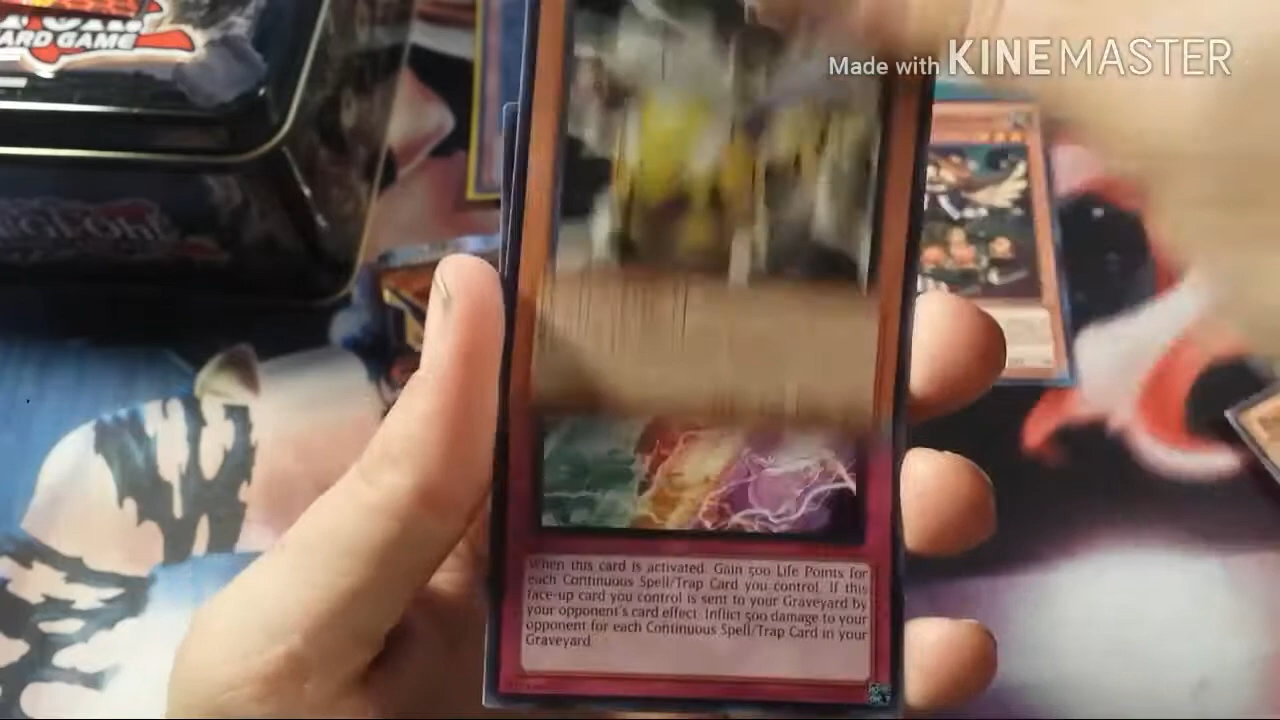 Made with KINEMASTER
ARD GAME
When this card is activated: Gain 500 Life Points for
each Continuous Spell/Trap Card you control. If this
face-up card you control is sent to your Graveyard by
your opponent's card effect: Inflict 500 damage to your
opponent for each Continuous Spell/Trap Card in your
Graveyard.